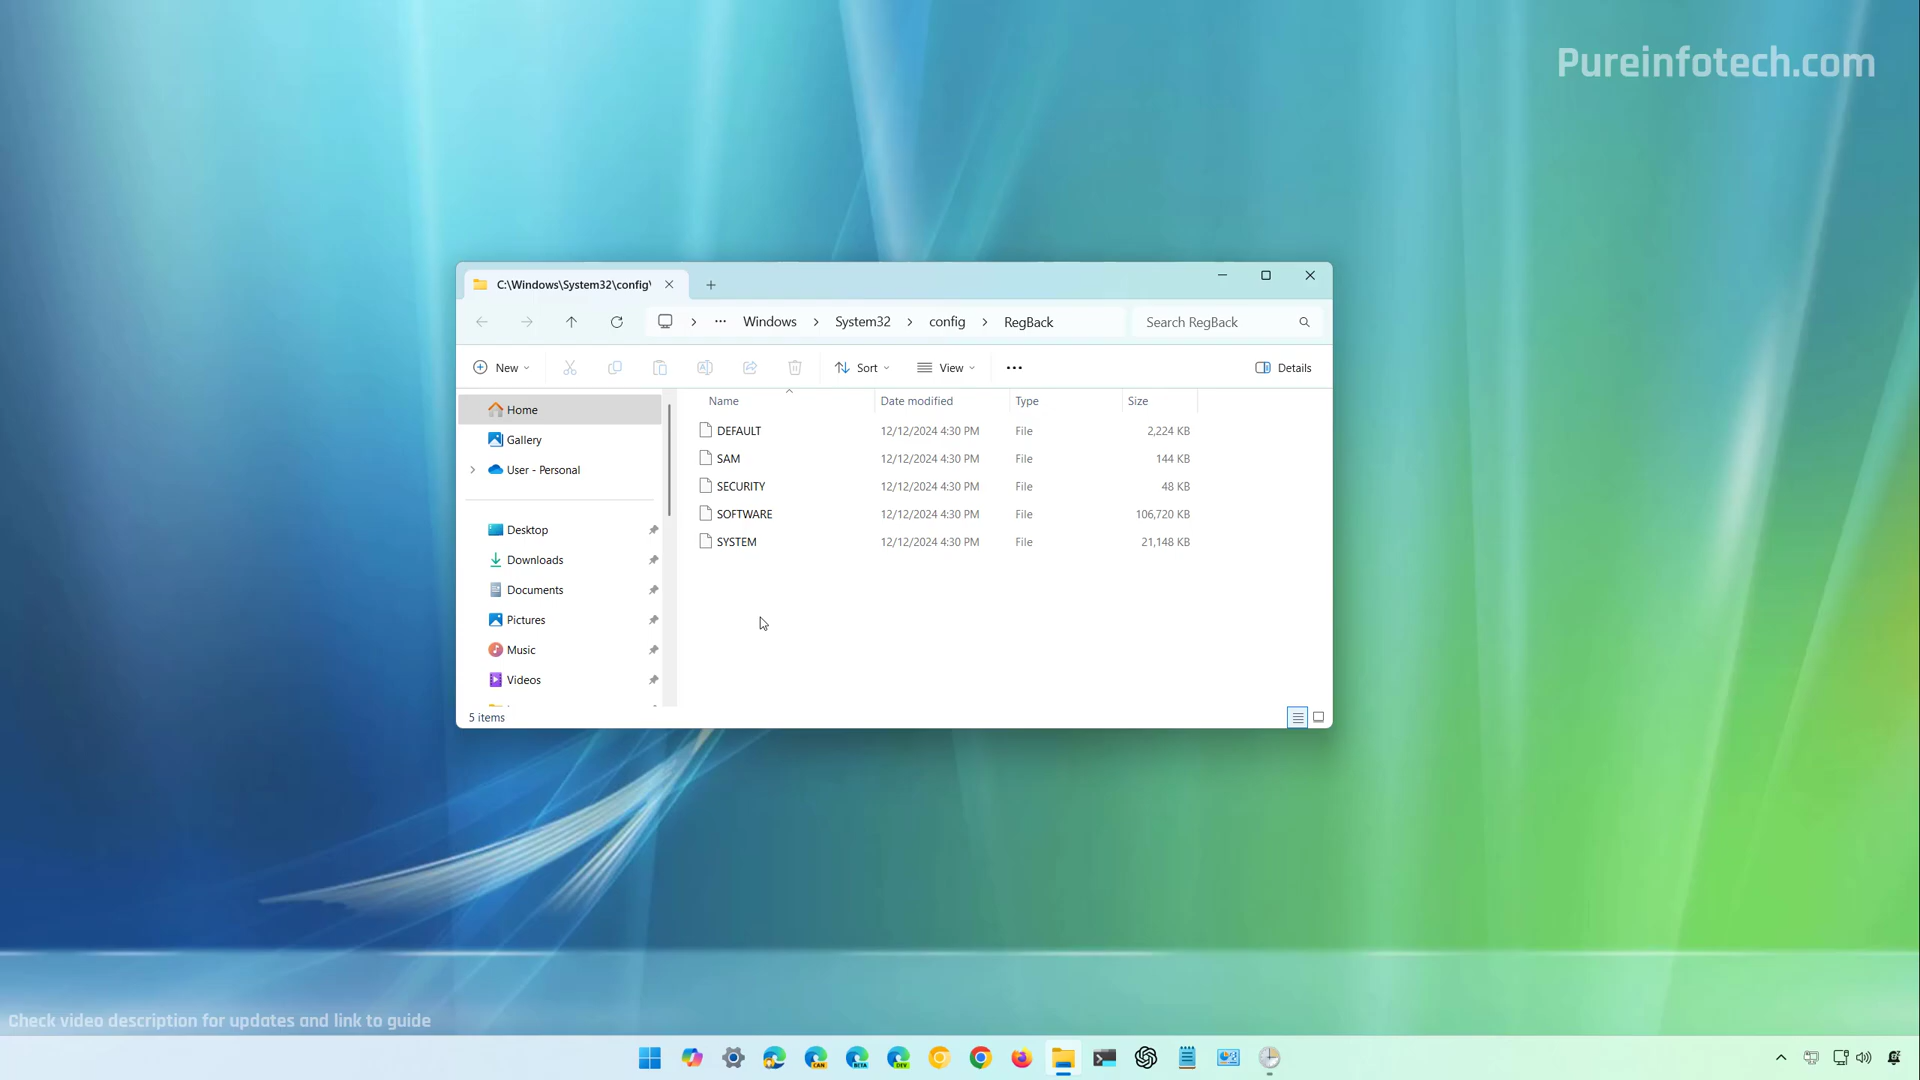 Pureinfotech.com
C:\Windows\System32\config\
··· Windows > System32 > config > RegBack
Search RegBack
New
Sort
View
···
Details
Home
Gallery
User - Personal
Desktop
Downloads
Documents
Pictures
Music
Videos
Name Date modified Type Size
DEFAULT 12/12/2024 4:30 PM File 2,224 KB
SAM 12/12/2024 4:30 PM File 144 KB
SECURITY 12/12/2024 4:30 PM File 48 KB
SOFTWARE 12/12/2024 4:30 PM File 106,720 KB
SYSTEM 12/12/2024 4:30 PM File 21,148 KB
5 items
Check video description for updates and link to guide
CAN
BETA
DEV